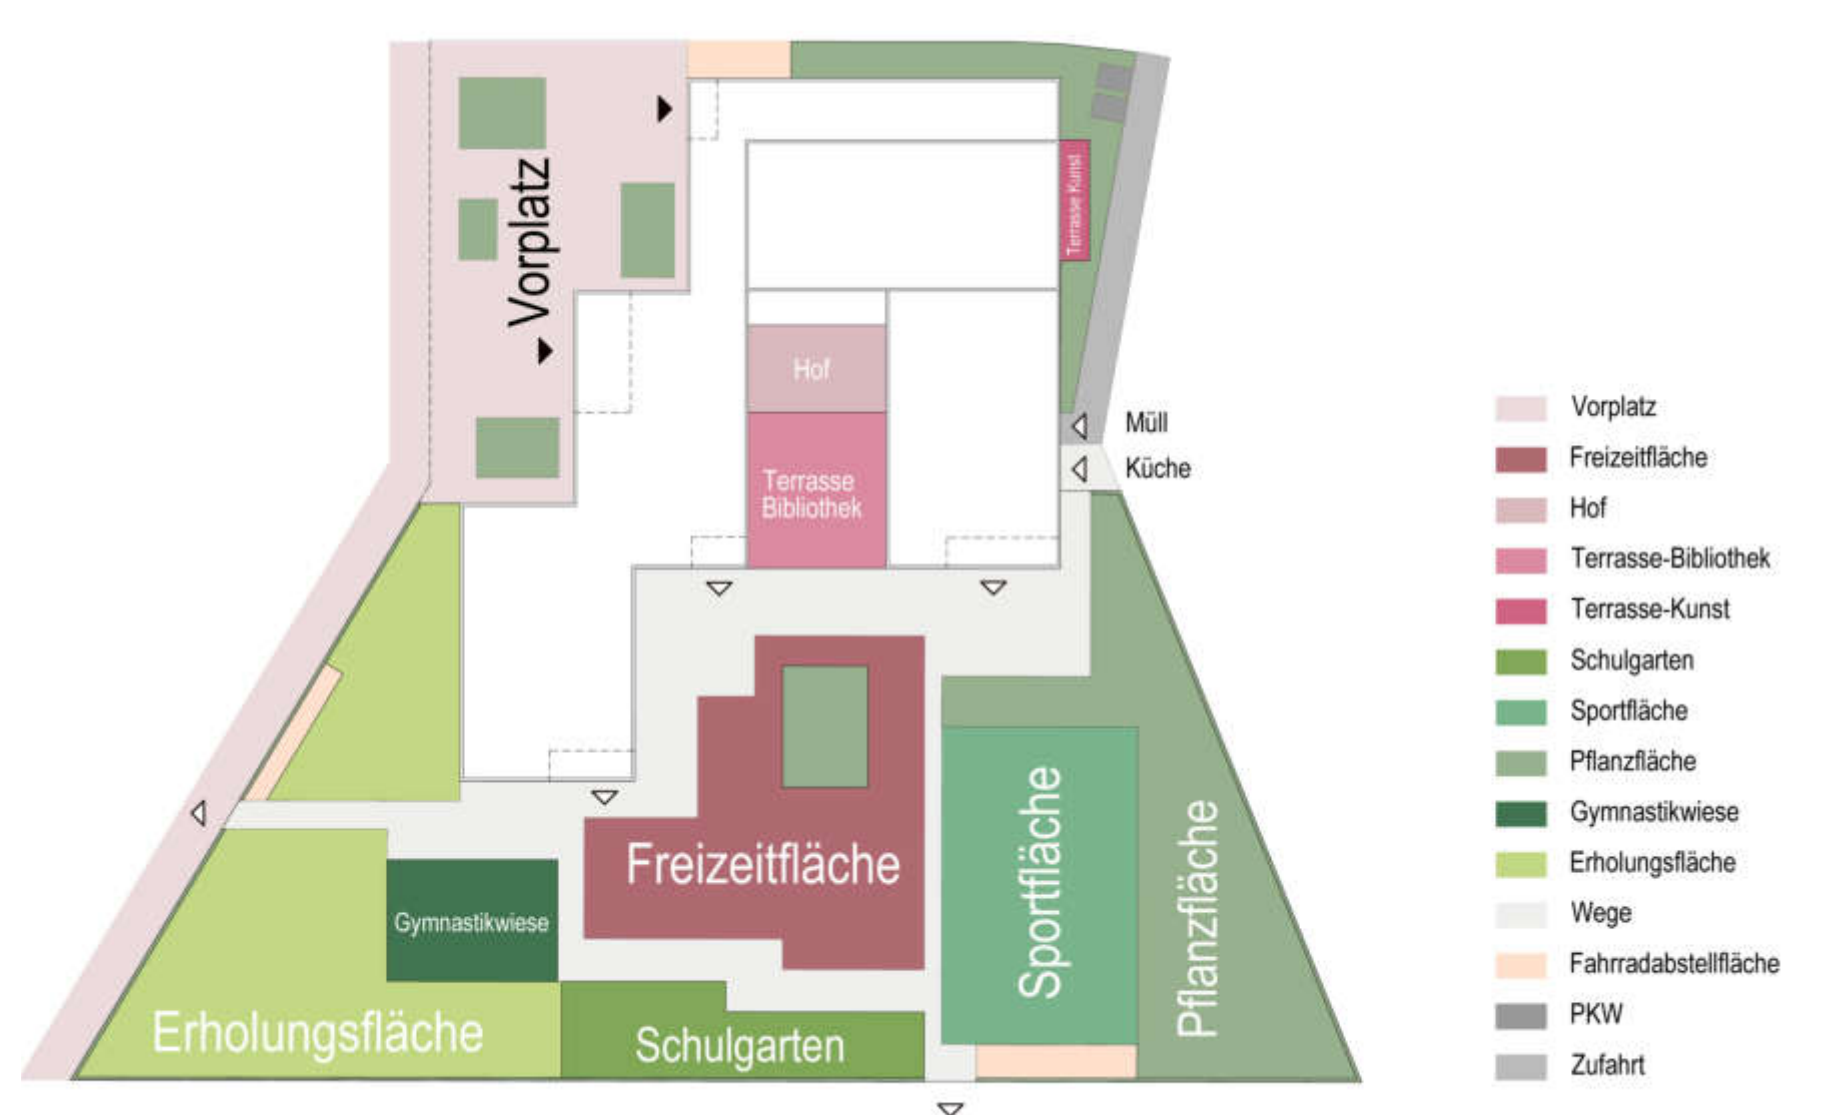 Vorplatz
Terrasse Kunst
Hof
Terrasse
Bibliothek
Müll
Küche
Freizeitfläche
Gymnastikwiese
Sportfläche
Pflanzfläche
Erholungsfläche
Schulgarten
Vorplatz
Freizeitfläche
Hof
Terrasse-Bibliothek
Terrasse-Kunst
Schulgarten
Sportfläche
Pflanzfläche
Gymnastikwiese
Erholungsfläche
Wege
Fahrradabstellfläche
PKW
Zufahrt